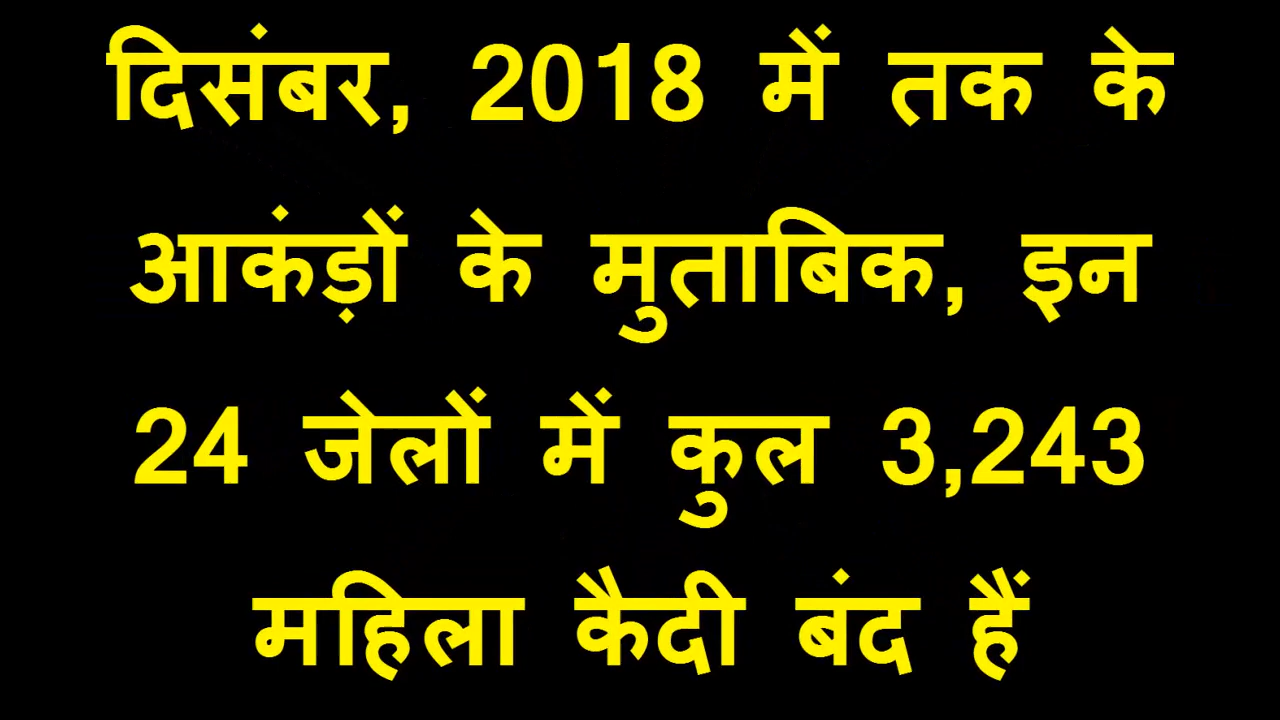 दिसंबर, 2018 में तक के
आकंड़ों के मुताबिक, इन
24 जेलों में कुल 3,243
महिला कैदी बंद हैं